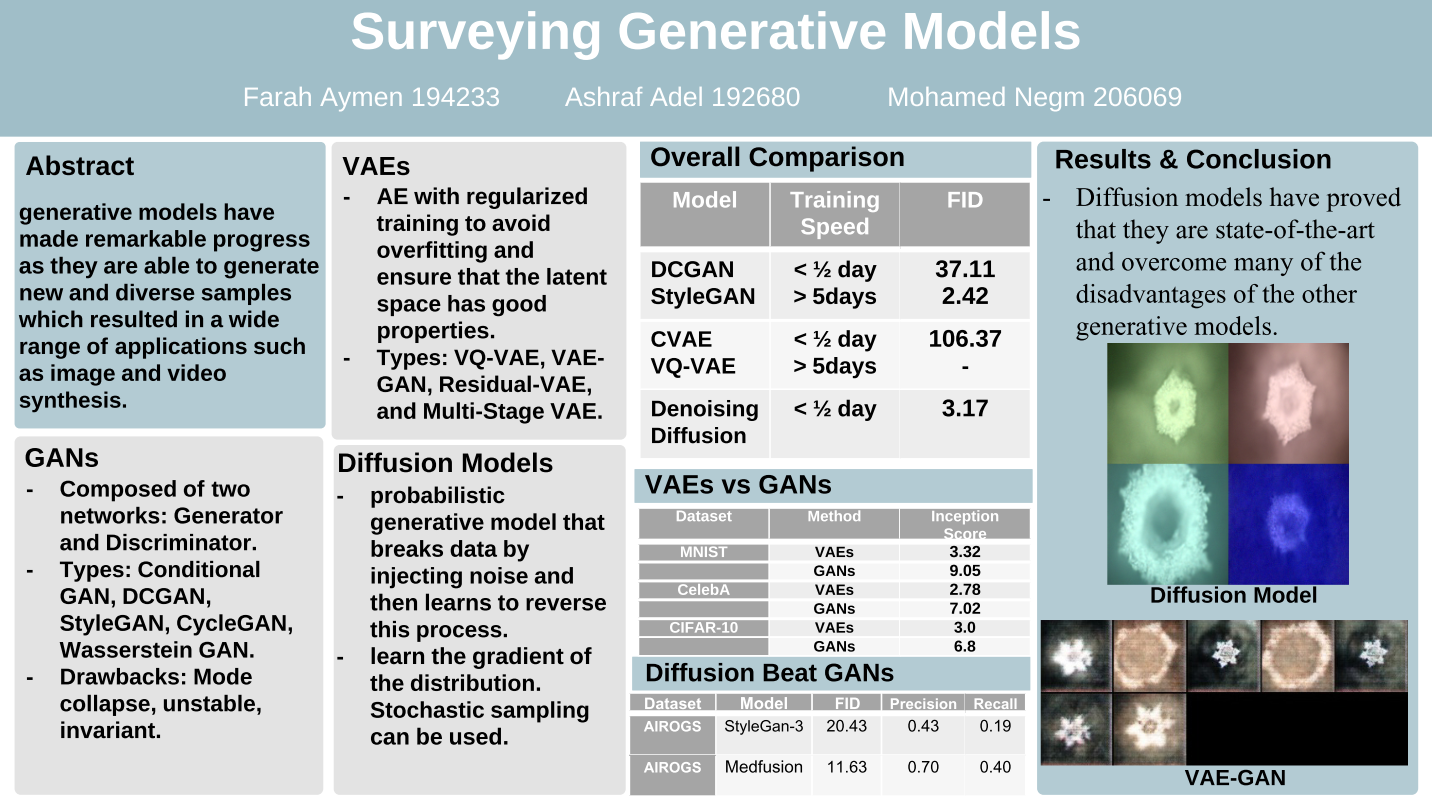 Surveying Generative Models
Farah Aymen 194233 Ashraf Adel 192680 Mohamed Negm 206069
Abstract
generative models have
made remarkable progress
as they are able to generate
new and diverse samples
which resulted in a wide
range of applications such
as image and video
synthesis.
GANs
- Composed of two
networks: Generator
and Discriminator.
- Types: Conditional
GAN, DCGAN,
StyleGAN, CycleGAN,
Wasserstein GAN.
- Drawbacks: Mode
collapse, unstable,
invariant.
VAEs
- AE with regularized
training to avoid
overfitting and
ensure that the latent
space has good
properties.
- Types: VQ-VAE, VAE-
GAN, Residual-VAE,
and Multi-Stage VAE.
Diffusion Models
- probabilistic
generative model that
breaks data by
injecting noise and
then learns to reverse
this process.
- learn the gradient of
the distribution.
Stochastic sampling
can be used.
Overall Comparison
Model Training FID
Speed
DCGAN < ½ day 37.11
StyleGAN > 5days 2.42
CVAE < ½ day 106.37
VQ-VAE > 5days -
Denoising < ½ day 3.17
Diffusion
VAEs vs GANs
Dataset Method Inception
Score
MNIST VAEs 3.32
GANs 9.05
CelebA VAEs 2.78
GANs 7.02
CIFAR-10 VAEs 3.0
GANs 6.8
Diffusion Beat GANs
Dataset Model FID Precision Recall
AIROGS StyleGan-3 20.43 0.43 0.19
AIROGS Medfusion 11.63 0.70 0.40
Results & Conclusion
- Diffusion models have proved
that they are state-of-the-art
and overcome many of the
disadvantages of the other
generative models.
Diffusion Model
VAE-GAN